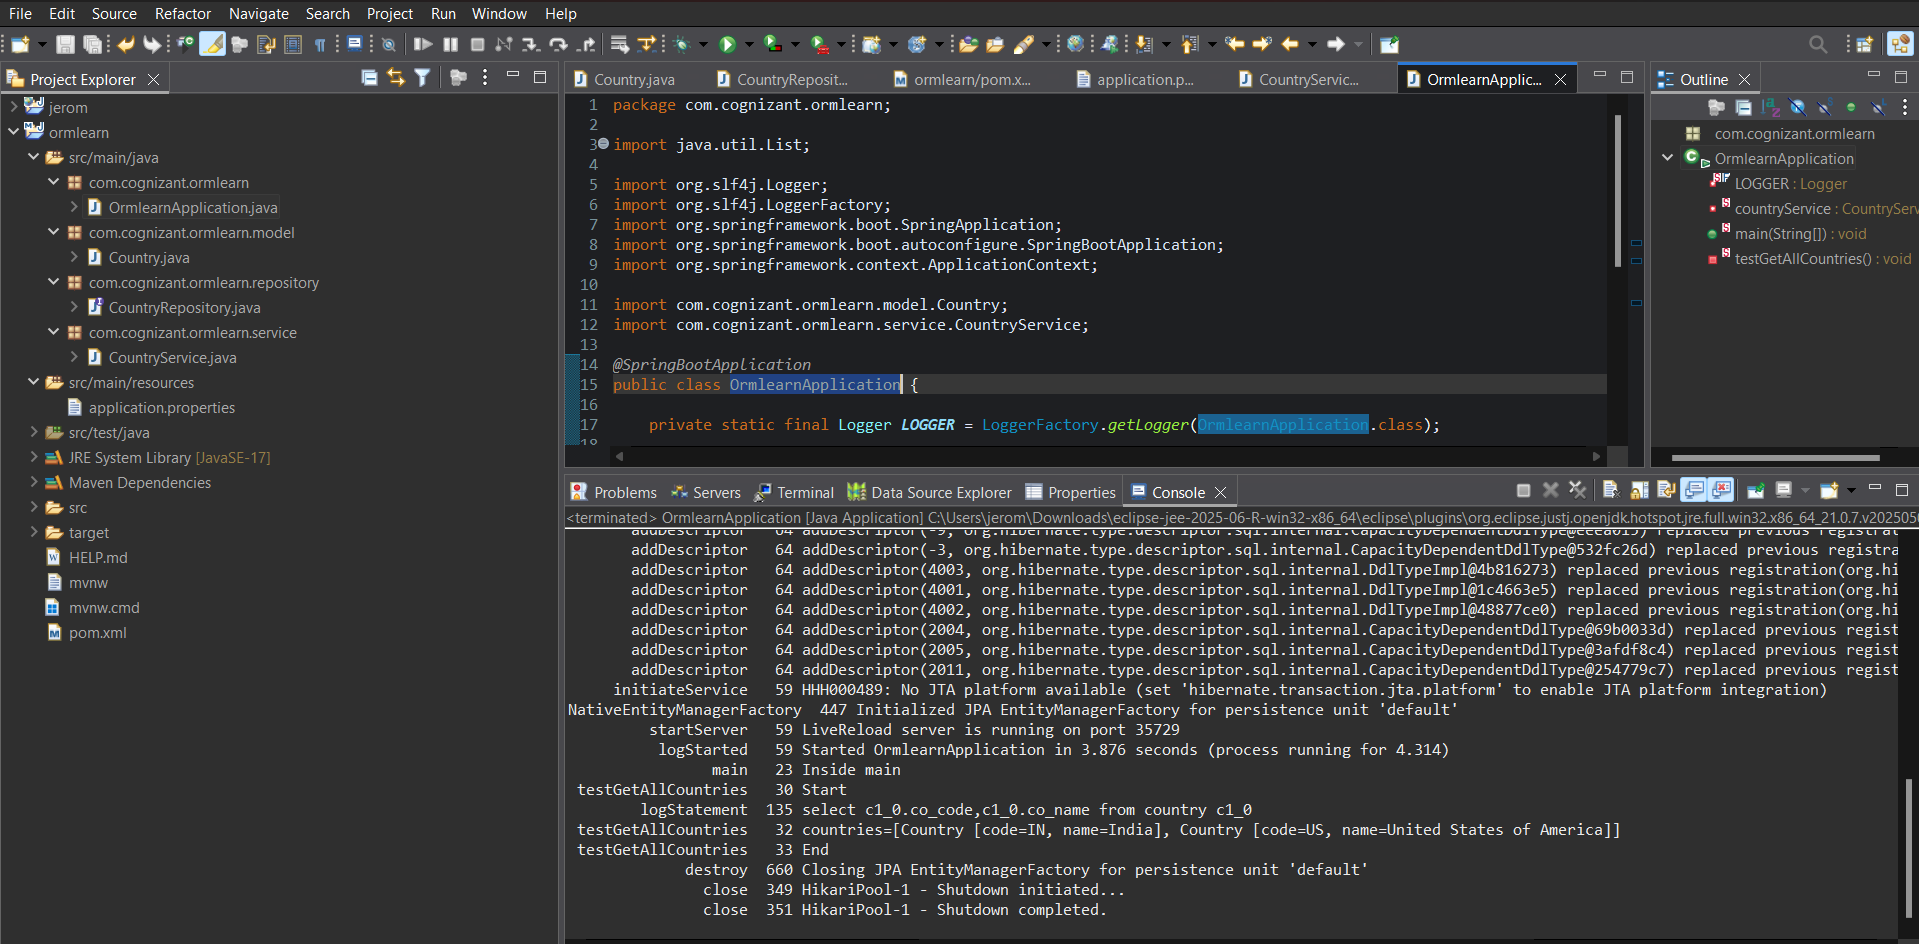 File Edit Source Refactor Navigate Search Project Run Window Help
Project Explorer
jerom
ormlearn
src/main/java
com.cognizant.ormlearn
OrmlearnApplication.java
com.cognizant.ormlearn.model
Country.java
com.cognizant.ormlearn.repository
CountryRepository.java
com.cognizant.ormlearn.service
CountryService.java
src/main/resources
application.properties
src/test/java
JRE System Library [JavaSE-17]
Maven Dependencies
src
target
HELP.md
mvnw
mvnw.cmd
pom.xml
Country.java CountryReposit... ormlearn/pom.x... application.p... CountryServic... OrmlearnApplic...
1 package com.cognizant.ormlearn;
2
3 import java.util.List;
4
5 import org.slf4j.Logger;
6 import org.slf4j.LoggerFactory;
7 import org.springframework.boot.SpringApplication;
8 import org.springframework.boot.autoconfigure.SpringBootApplication;
9 import org.springframework.context.ApplicationContext;
10
11 import com.cognizant.ormlearn.model.Country;
12 import com.cognizant.ormlearn.service.CountryService;
13
14 @SpringBootApplication
15 public class OrmlearnApplication {
16
17 private static final Logger LOGGER = LoggerFactory.getLogger(OrmlearnApplication.class);
18
Outline
com.cognizant.ormlearn
OrmlearnApplication
LOGGER : Logger
countryService : CountryServ
main(String[]) : void
testGetAllCountries() : void
Problems Servers Terminal Data Source Explorer Properties Console
<terminated> OrmlearnApplication [Java Application] C:\Users\jerom\Downloads\eclipse-jee-2025-06-R-win32-x86_64\eclipse\plugins\org.eclipse.justj.openjdk.hotspot.jre.full.win32.x86_64_21.0.7.v2025050
addDescriptor 64 addDescriptor(-9, org.hibernate.type.descriptor.sql.internal.CapacityDependentDdlType@eeea015) replaced previous registrat
addDescriptor 64 addDescriptor(-3, org.hibernate.type.descriptor.sql.internal.CapacityDependentDdlType@532fc26d) replaced previous registra
addDescriptor 64 addDescriptor(4003, org.hibernate.type.descriptor.sql.internal.DdlTypeImpl@4b816273) replaced previous registration(org.hi
addDescriptor 64 addDescriptor(4001, org.hibernate.type.descriptor.sql.internal.DdlTypeImpl@1c4663e5) replaced previous registration(org.hi
addDescriptor 64 addDescriptor(4002, org.hibernate.type.descriptor.sql.internal.DdlTypeImpl@48877ce0) replaced previous registration(org.hi
addDescriptor 64 addDescriptor(2004, org.hibernate.type.descriptor.sql.internal.CapacityDependentDdlType@69b0033d) replaced previous regist
addDescriptor 64 addDescriptor(2005, org.hibernate.type.descriptor.sql.internal.CapacityDependentDdlType@3afdf8c4) replaced previous regist
addDescriptor 64 addDescriptor(2011, org.hibernate.type.descriptor.sql.internal.CapacityDependentDdlType@254779c7) replaced previous regist
initiateService 59 HHH000489: No JTA platform available (set 'hibernate.transaction.jta.platform' to enable JTA platform integration)
NativeEntityManagerFactory 447 Initialized JPA EntityManagerFactory for persistence unit 'default'
startServer 59 LiveReload server is running on port 35729
logStarted 59 Started OrmlearnApplication in 3.876 seconds (process running for 4.314)
main 23 Inside main
testGetAllCountries 30 Start
logStatement 135 select c1_0.co_code,c1_0.co_name from country c1_0
testGetAllCountries 32 countries=[Country [code=IN, name=India], Country [code=US, name=United States of America]]
testGetAllCountries 33 End
destroy 660 Closing JPA EntityManagerFactory for persistence unit 'default'
close 349 HikariPool-1 - Shutdown initiated...
close 351 HikariPool-1 - Shutdown completed.